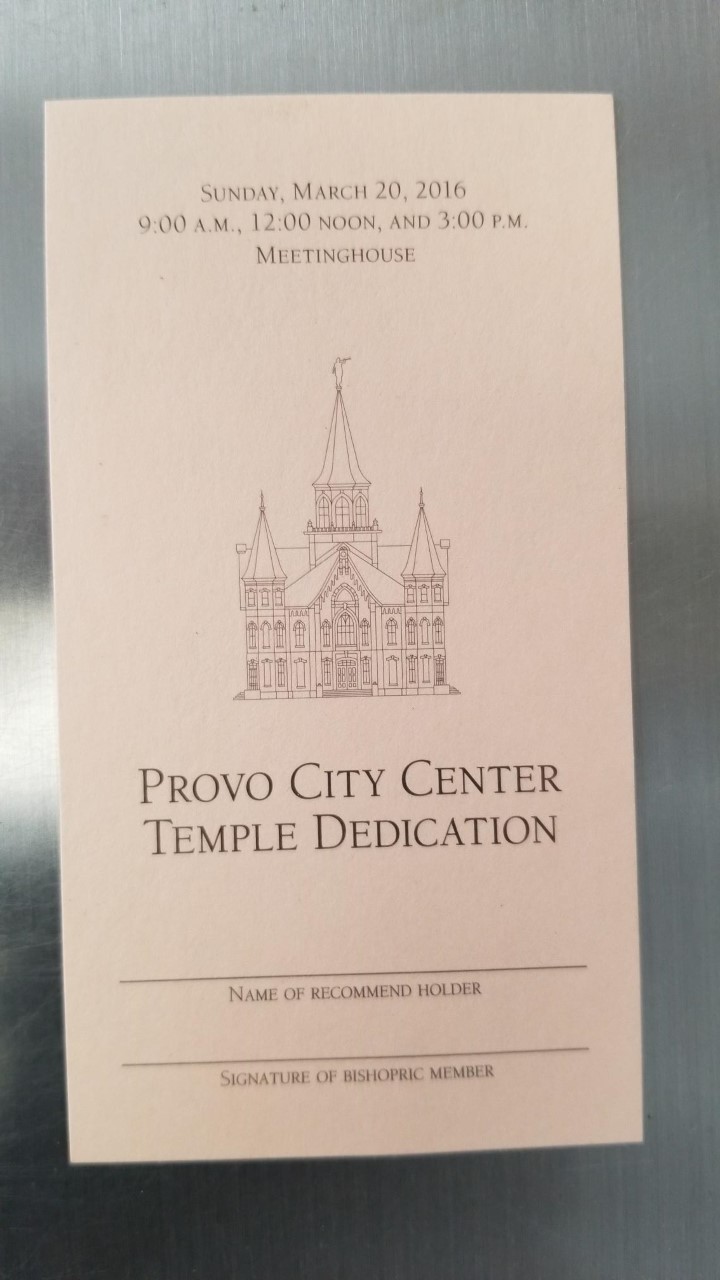 Sunday, March 20, 2016
9:00 a.m., 12:00 noon, and 3:00 p.m.
Meetinghouse
Provo City Center
Temple Dedication
Name of recommend holder
Signature of bishopric member